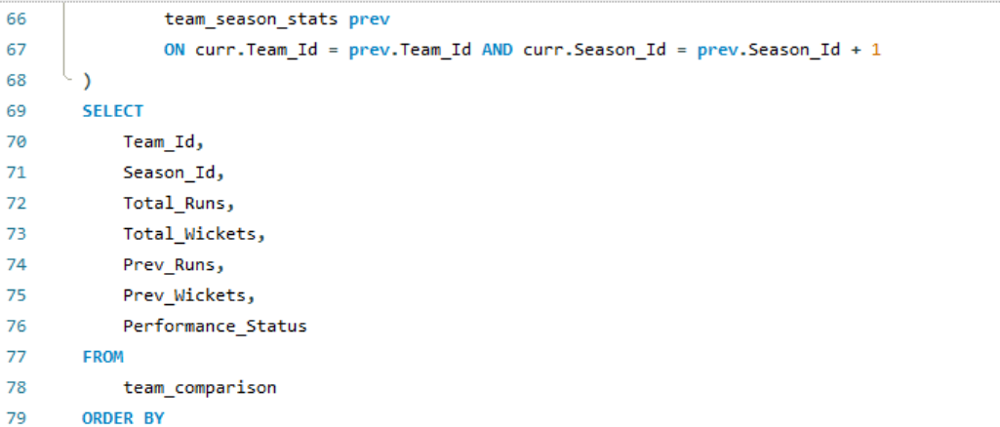 66 team_season_stats prev
67 ON curr.Team_Id = prev.Team_Id AND curr.Season_Id = prev.Season_Id + 1
68 )
69 SELECT
70 Team_Id,
71 Season_Id,
72 Total_Runs,
73 Total_Wickets,
74 Prev_Runs,
75 Prev_Wickets,
76 Performance_Status
77 FROM
78 team_comparison
79 ORDER BY